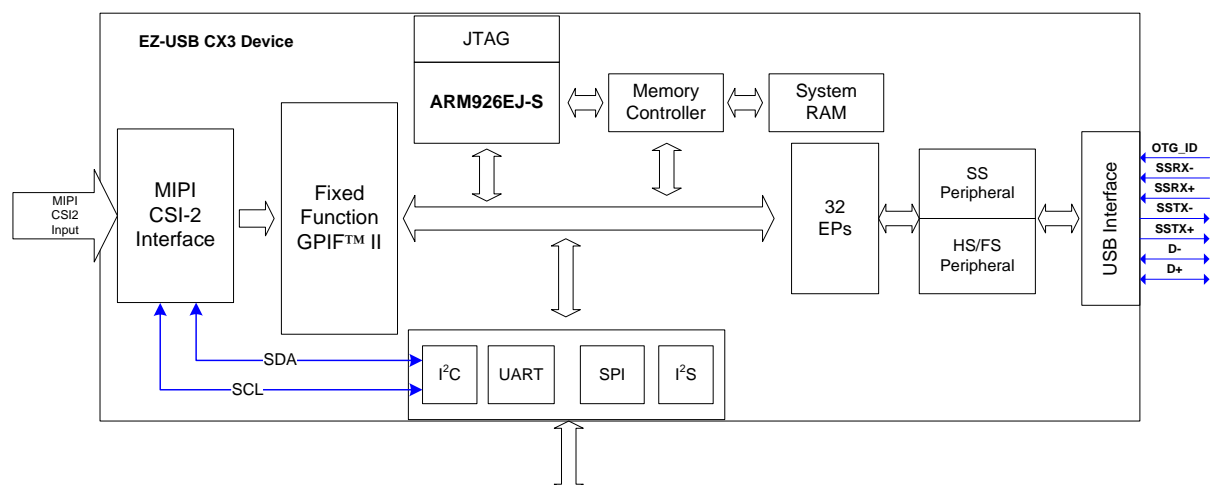 EZ-USB CX3 Device
JTAG
ARM926EJ-S
Memory
Controller
System
RAM
MIPI
CSI2
Input
MIPI
CSI-2
Interface
Fixed
Function
GPIF™ II
32
EPs
SS
Peripheral
HS/FS
Peripheral
USB Interface
OTG_ID
SSRX-
SSRX+
SSTX-
SSTX+
D-
D+
SDA
SCL
I²C
UART
SPI
I²S